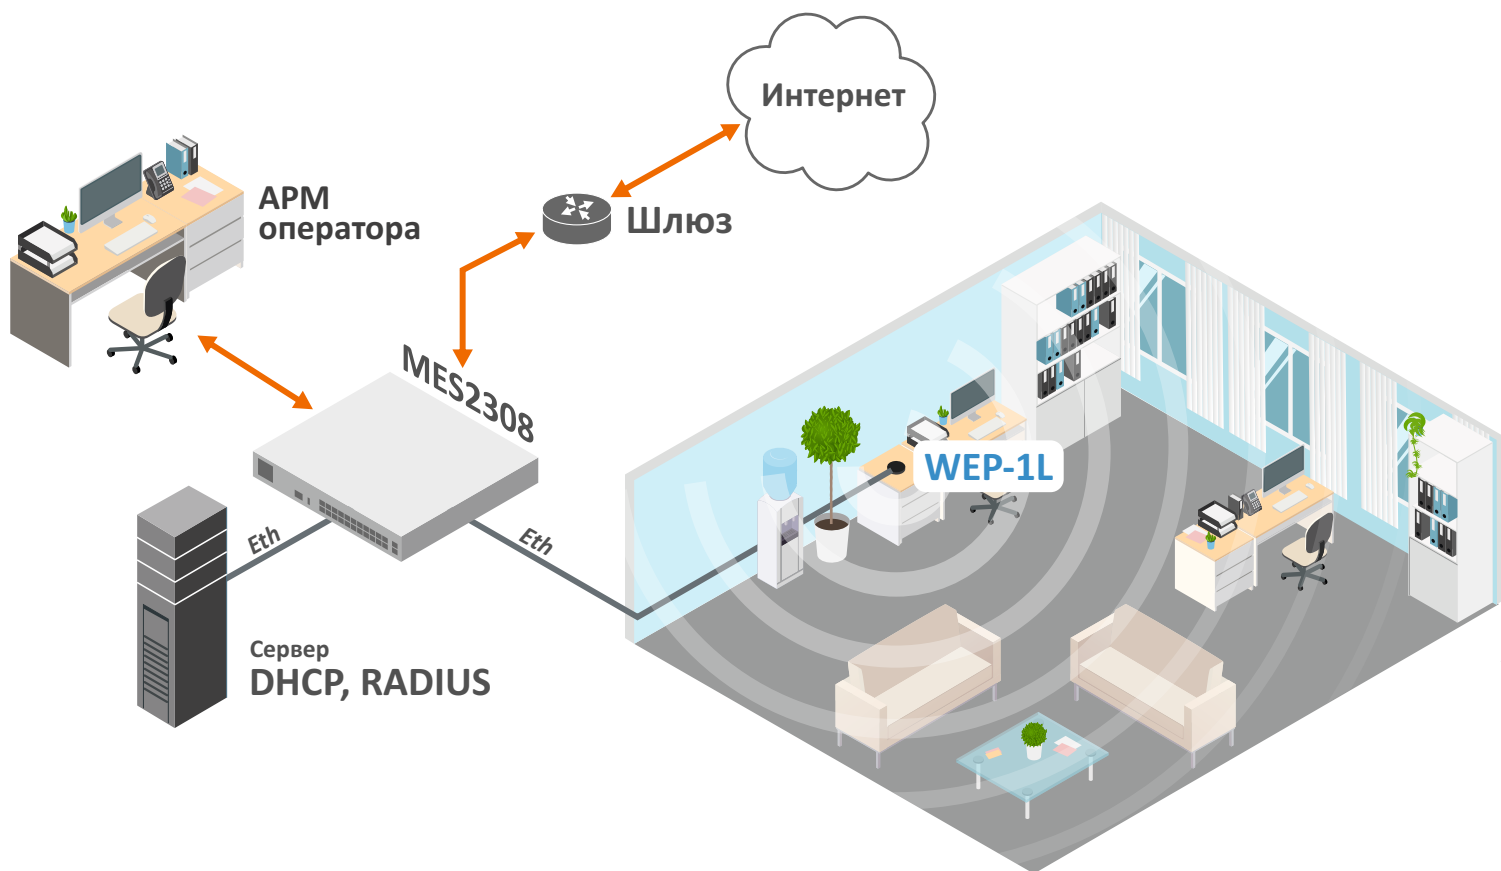 Интернет
АРМ
оператора
Шлюз
MES2308
WEP-1L
Eth
Eth
Сервер
DHCP, RADIUS